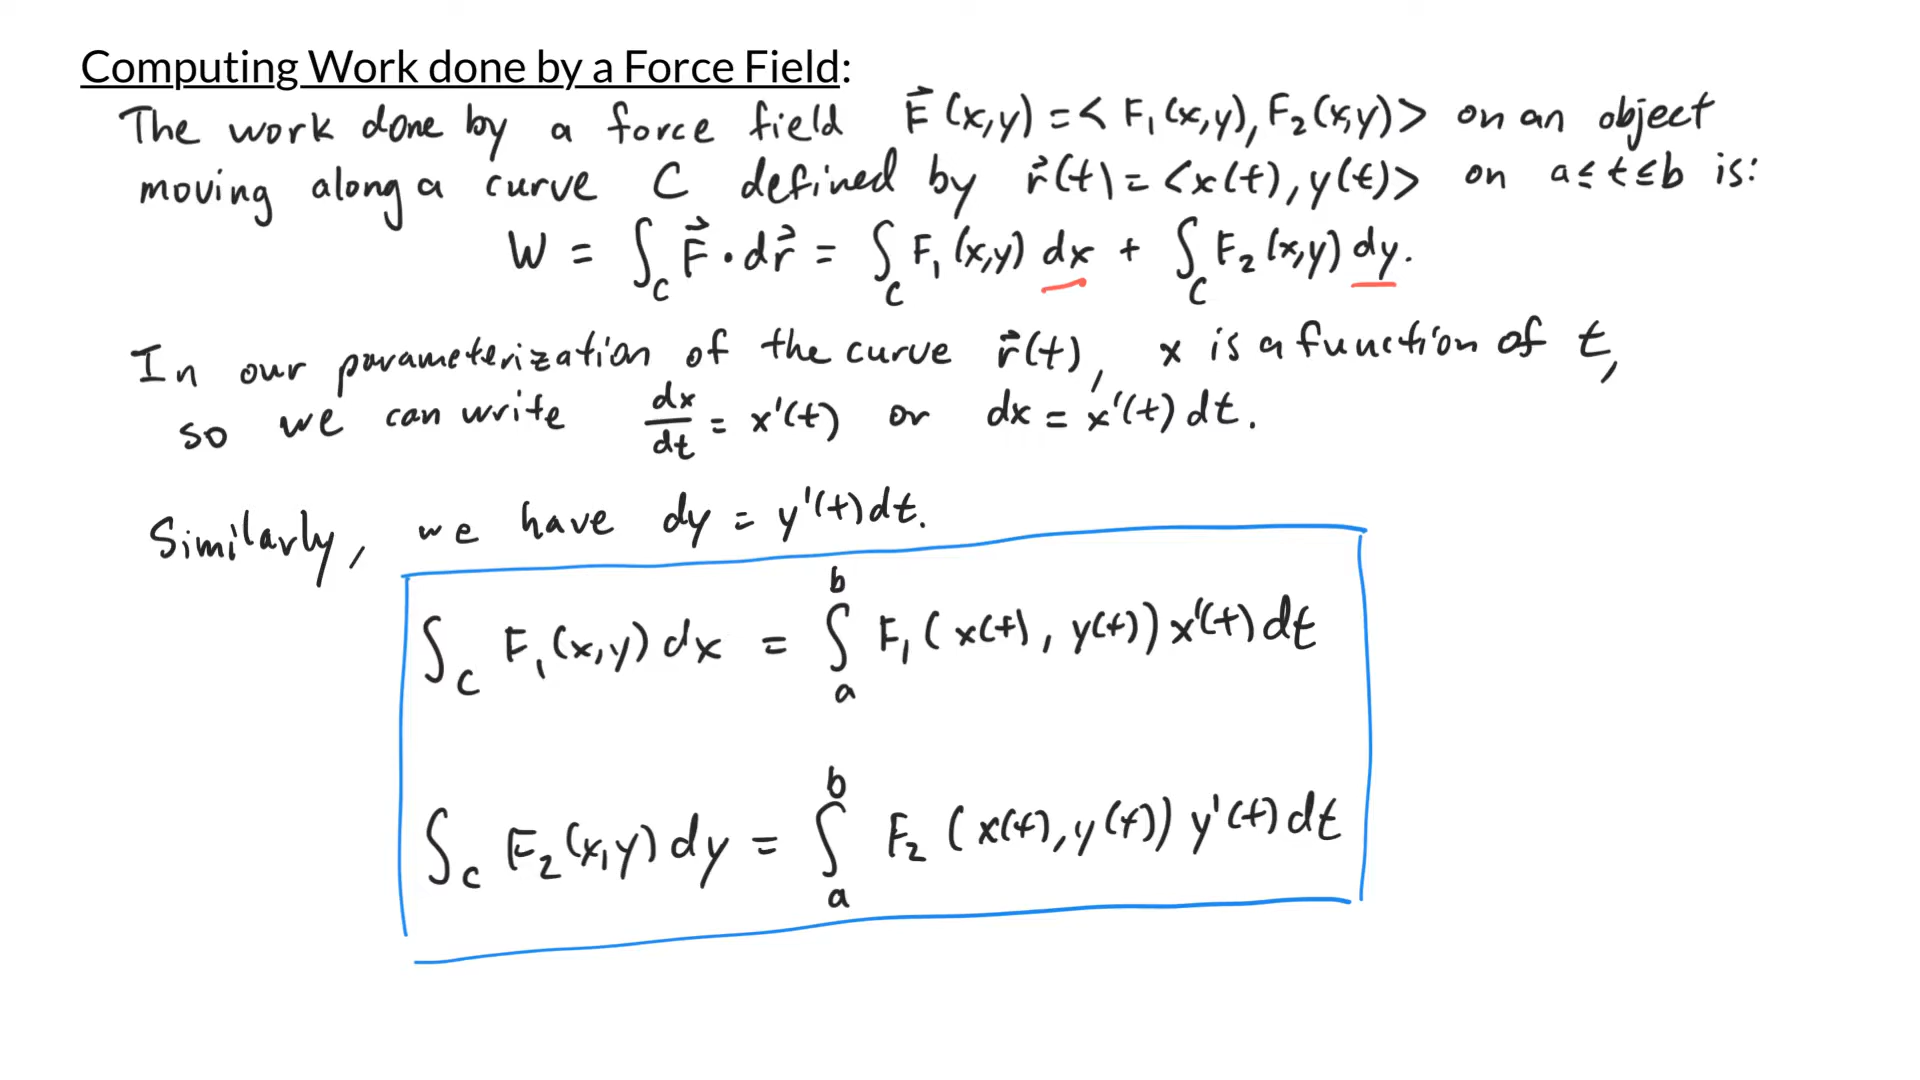 Computing Work done by a Force Field:
The work done by a force field F⃗(x,y) = < F₁(x,y), F₂(x,y) > on an object
moving along a curve C defined by r⃗(t) = <x(t), y(t)> on a ≤ t ≤ b is:
W = ∫_C F⃗ · dr⃗ = ∫_C F₁(x,y) dx + ∫_C F₂(x,y) dy.
In our parameterization of the curve r⃗(t), x is a function of t,
so we can write dx/dt = x'(t) or dx = x'(t) dt.
Similarly, we have dy = y'(t) dt.
∫_C F₁(x,y) dx = ∫_a^b F₁(x(t), y(t)) x'(t) dt
∫_C F₂(x,y) dy = ∫_a^b F₂(x(t), y(t)) y'(t) dt